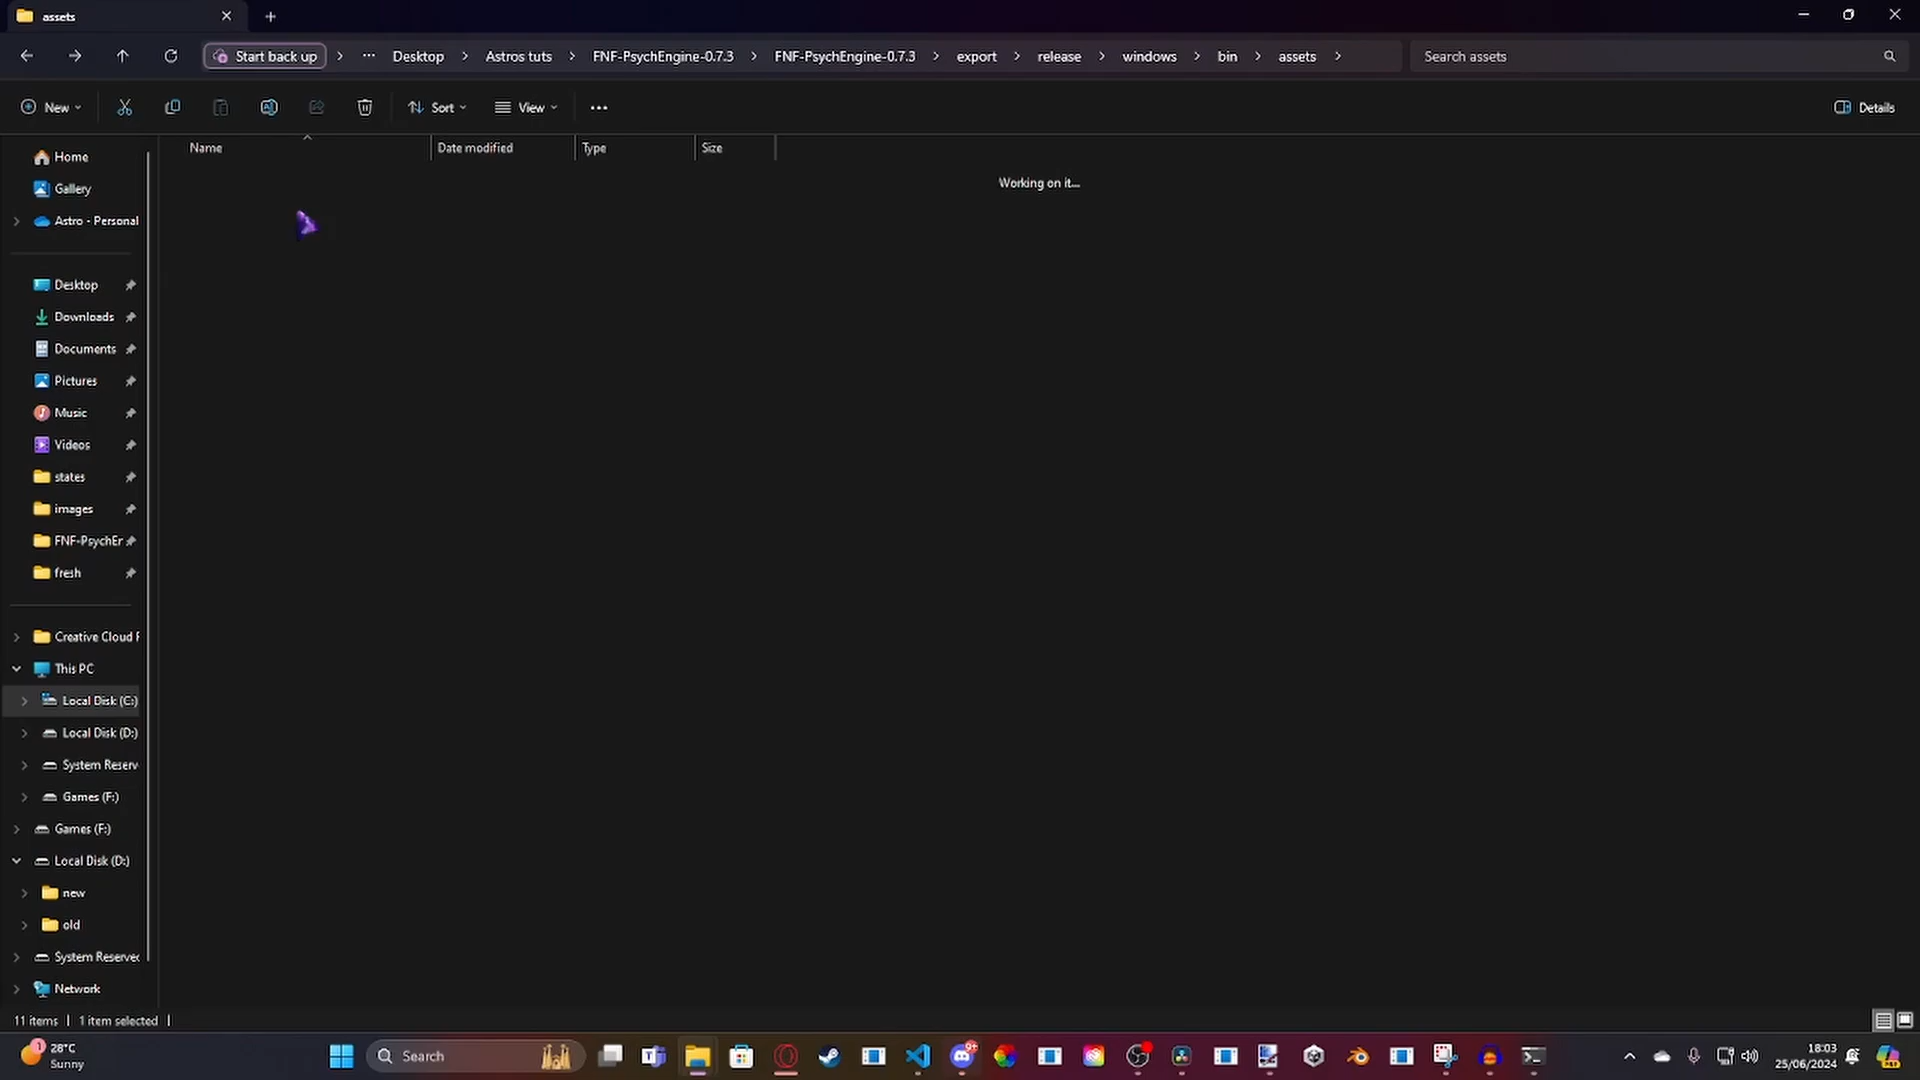 assets
Start back up
Desktop
Astros tuts
FNF-PsychEngine-0.7.3
FNF-PsychEngine-0.7.3
export
release
windows
bin
assets
Search assets
New
Sort
View
Details
Name
Date modified
Type
Size
Working on it...
Home
Gallery
Astro - Personal
Desktop
Downloads
Documents
Pictures
Music
Videos
states
images
FNF-PsychEr
fresh
Creative Cloud F
This PC
Local Disk (C:)
Local Disk (D:)
System Reserv
Games (F:)
Games (F:)
Local Disk (D:)
new
old
System Reserved
Network
11 items
1 item selected
1
28°C
Sunny
Search
9+
18:03
25/06/2024